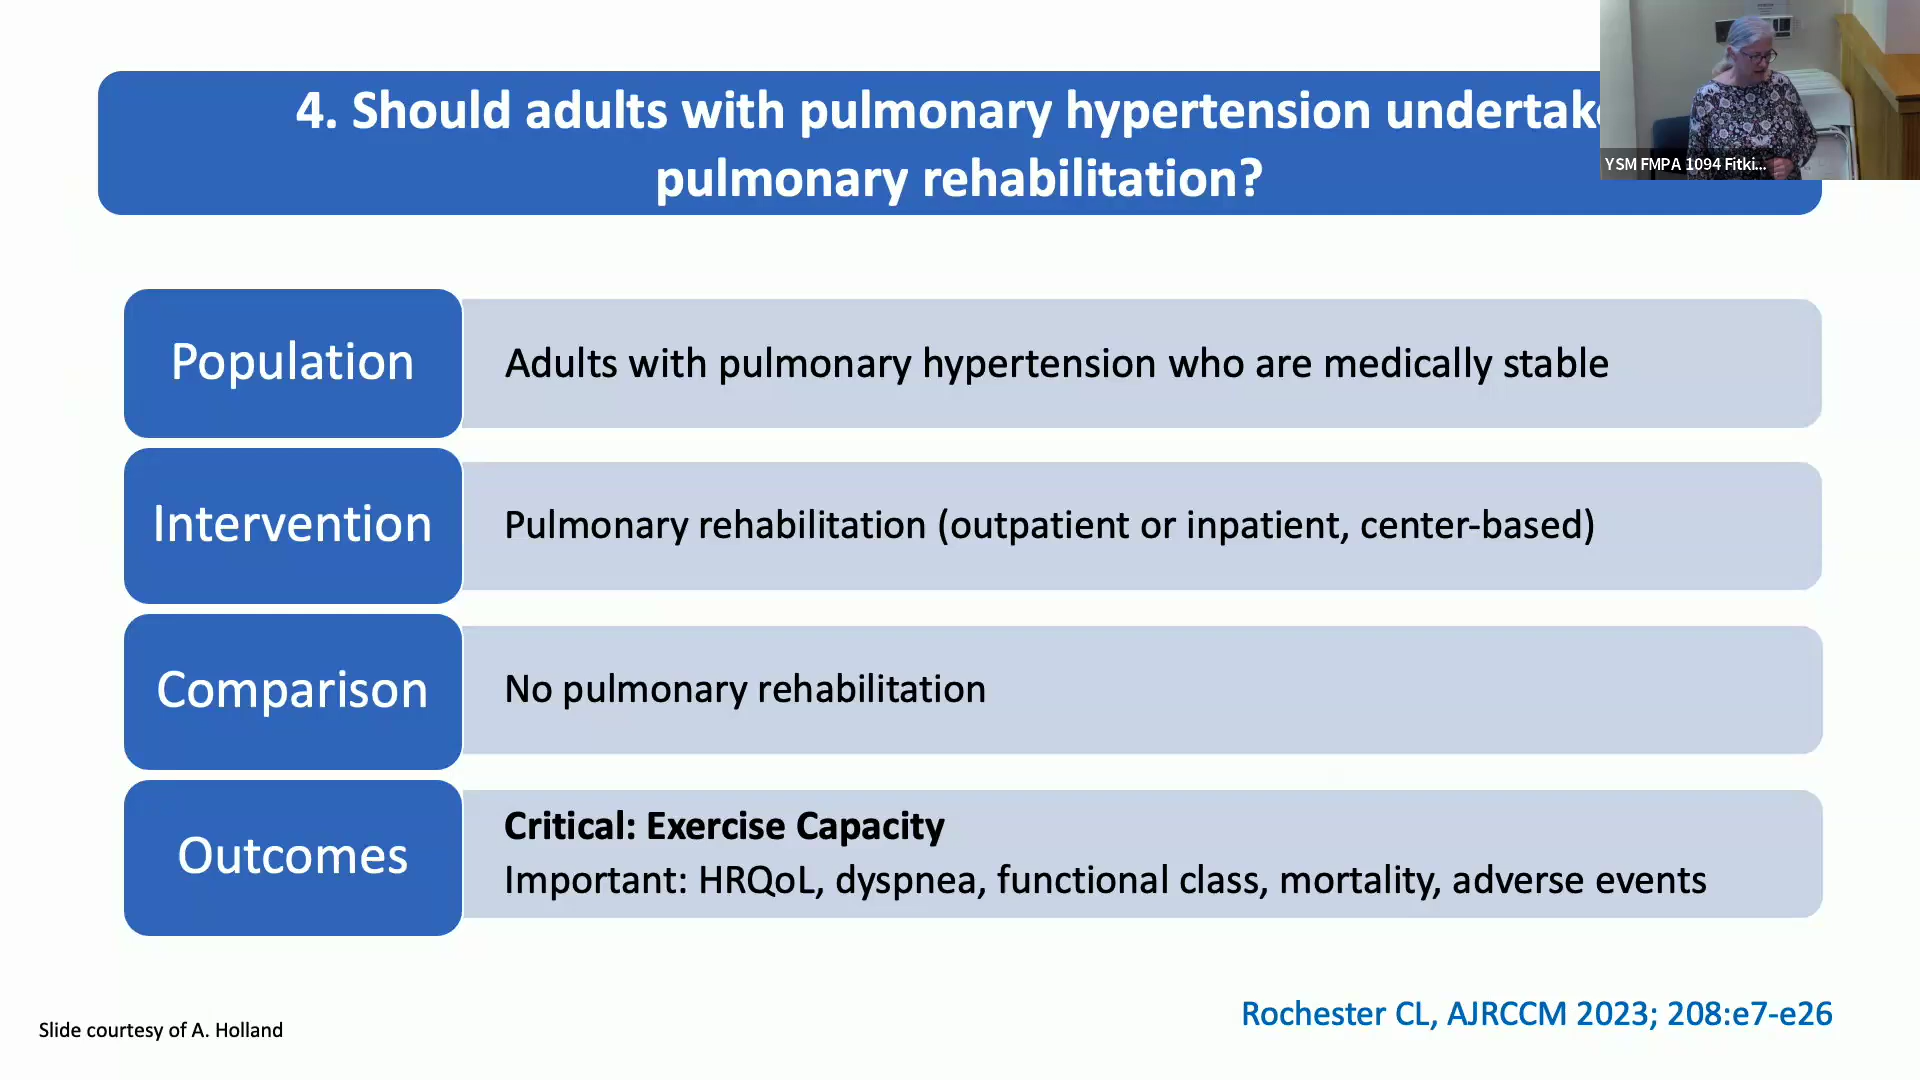 4. Should adults with pulmonary hypertension undertake
pulmonary rehabilitation?
YSM FMPA 1094 Fitki...
Population
Adults with pulmonary hypertension who are medically stable
Intervention
Pulmonary rehabilitation (outpatient or inpatient, center-based)
Comparison
No pulmonary rehabilitation
Outcomes
Critical: Exercise Capacity
Important: HRQoL, dyspnea, functional class, mortality, adverse events
Rochester CL, AJRCCM 2023; 208:e7-e26
Slide courtesy of A. Holland